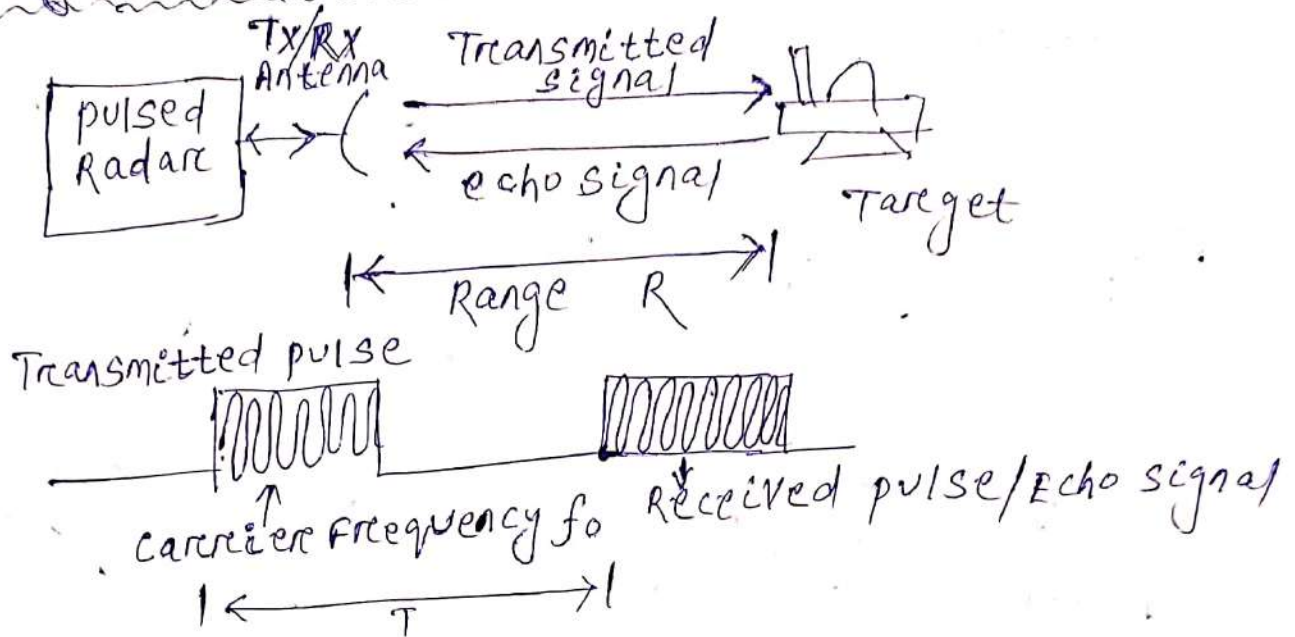 Tx/Rx
Antenna
Transmitted
signal
pulsed
Radar
echo signal
Target
Range R
Transmitted pulse
Received pulse/Echo signal
carrier Frequency fo
T